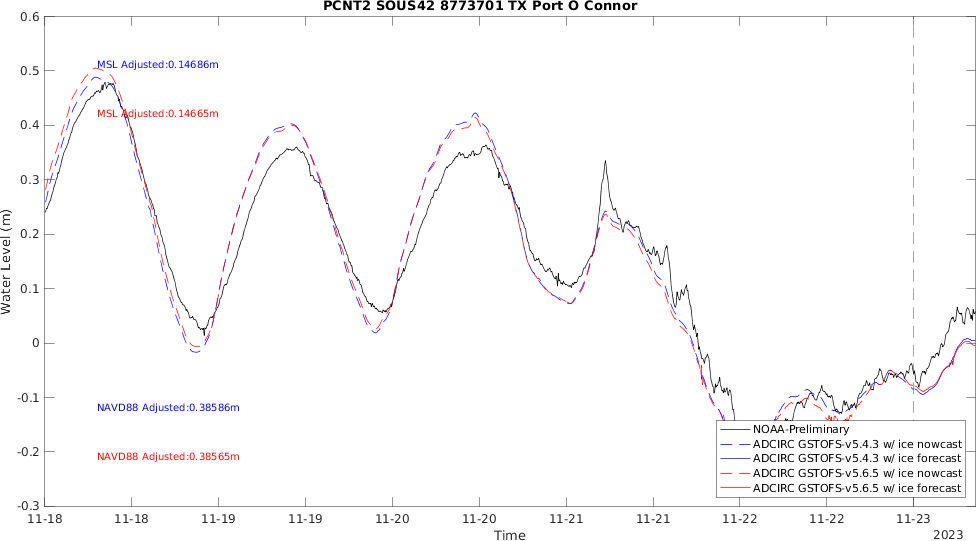 PCNT2 SOUS42 8773701 TX Port O Connor
0.6
0.5
0.4
0.3
0.2
0.1
0
-0.1
-0.2
-0.3
Water Level (m)
MSL Adjusted:0.14686m
MSL Adjusted:0.14665m
NAVD88 Adjusted:0.38586m
NAVD88 Adjusted:0.38565m
NOAA-Preliminary
ADCIRC GSTOFS-v5.4.3 w/ ice nowcast
ADCIRC GSTOFS-v5.4.3 w/ ice forecast
ADCIRC GSTOFS-v5.6.5 w/ ice nowcast
ADCIRC GSTOFS-v5.6.5 w/ ice forecast
11-18 11-18 11-19 11-19 11-20 11-20 11-21 11-21 11-22 11-22 11-23
Time
2023